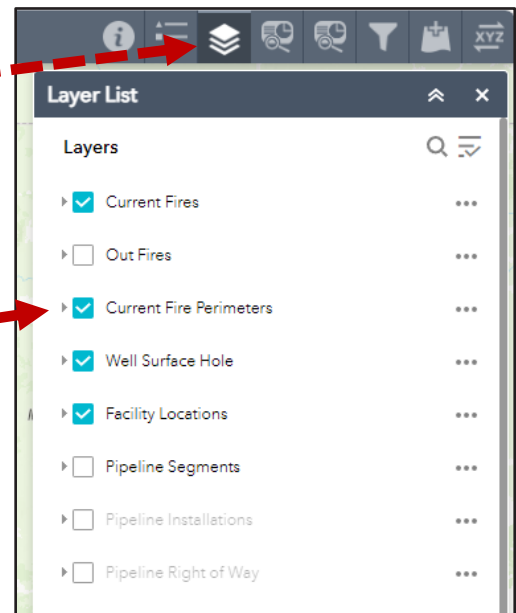 i
XYZ
Layer List
Layers
Current Fires
Out Fires
Current Fire Perimeters
Well Surface Hole
Facility Locations
Pipeline Segments
Pipeline Installations
Pipeline Right of Way